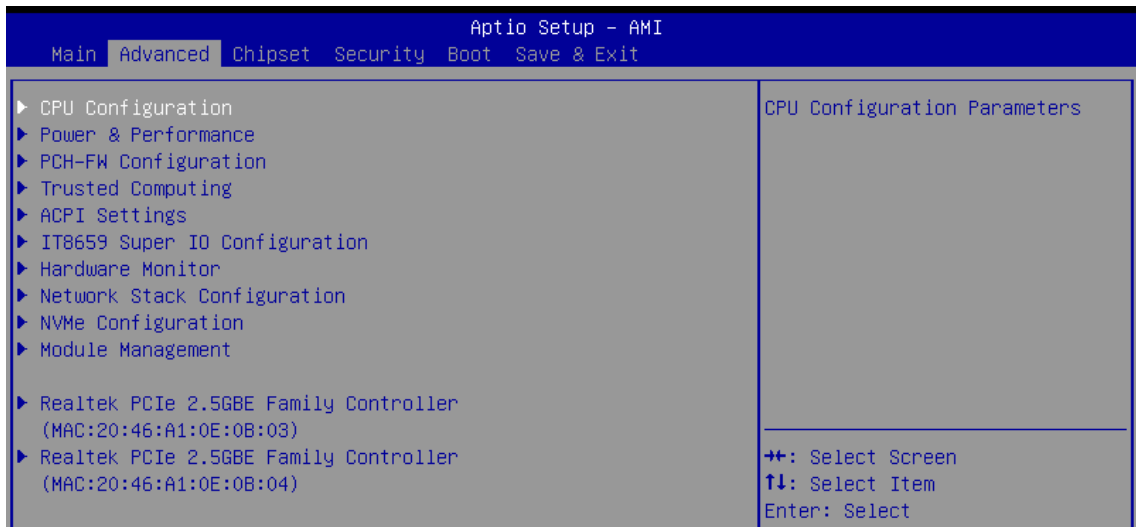 Aptio Setup – AMI
Main Advanced Chipset Security Boot Save & Exit
CPU Configuration
Power & Performance
PCH-FW Configuration
Trusted Computing
ACPI Settings
IT8659 Super IO Configuration
Hardware Monitor
Network Stack Configuration
NVMe Configuration
Module Management
Realtek PCIe 2.5GBE Family Controller
(MAC:20:46:A1:0E:0B:03)
Realtek PCIe 2.5GBE Family Controller
(MAC:20:46:A1:0E:0B:04)
CPU Configuration Parameters
→←: Select Screen
↑↓: Select Item
Enter: Select